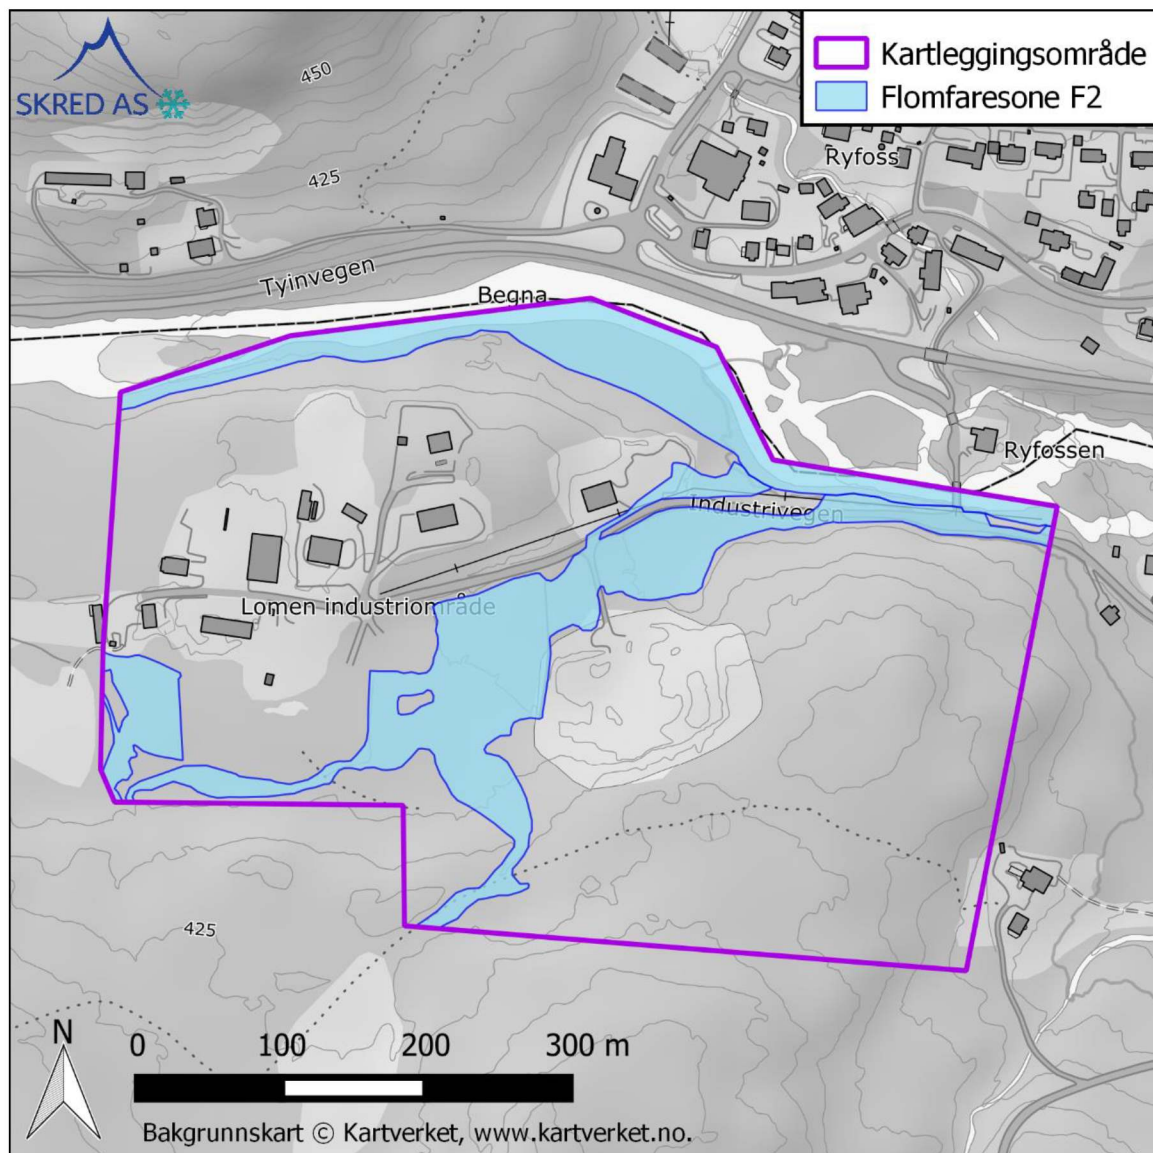 SKRED AS
450
425
Kartleggingsområde
Flomfaresone F2
Ryfoss
Tyinvegen
Begna
Ryfossen
Industrivegen
Lomen industriområde
425
N
0 100 200 300 m
Bakgrunnskart © Kartverket, www.kartverket.no.